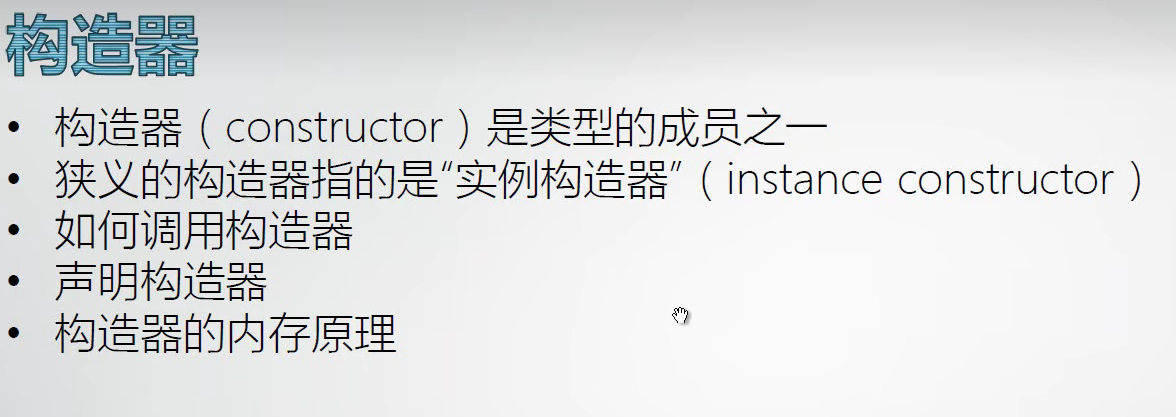 构造器
• 构造器（constructor）是类型的成员之一
• 狭义的构造器指的是“实例构造器”（instance constructor）
• 如何调用构造器
• 声明构造器
• 构造器的内存原理